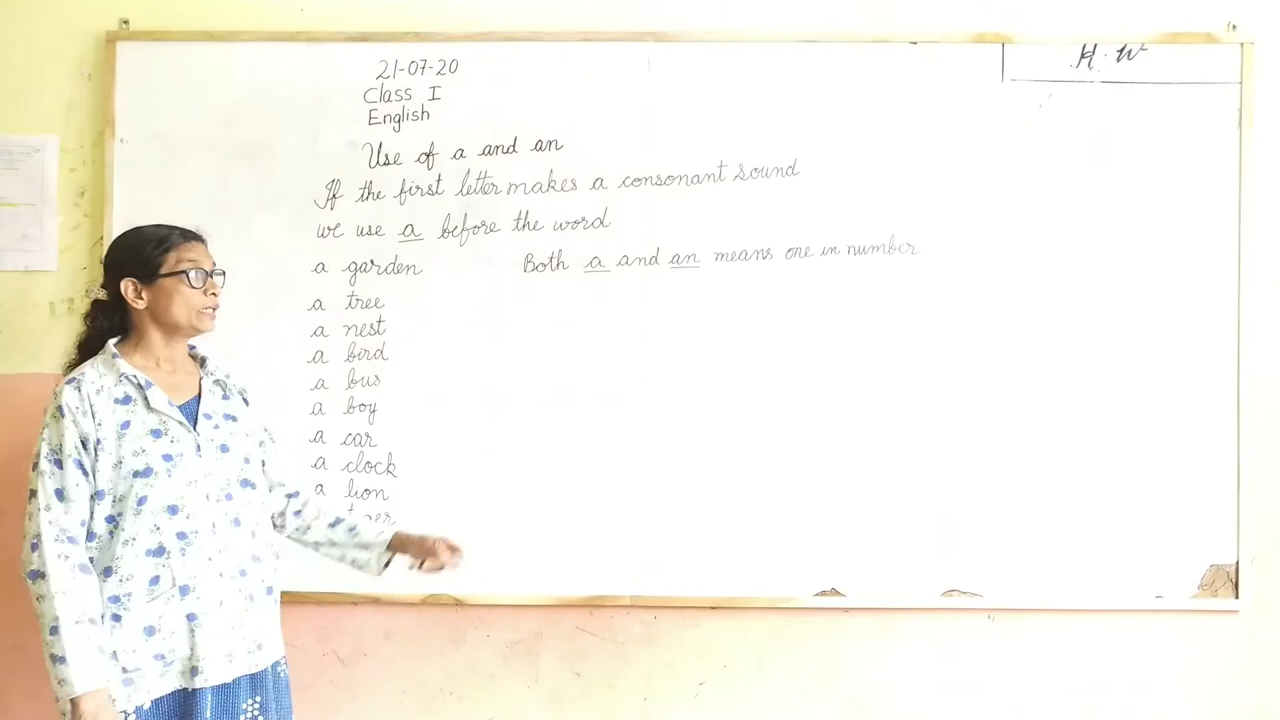 21-07-20
Class I
English
Use of a and an
If the first letter makes a consonant sound
we use a before the word
a garden
a tree
a nest
a bird
a bus
a boy
a car
a clock
a lion
Both a and an means one in number
H.W